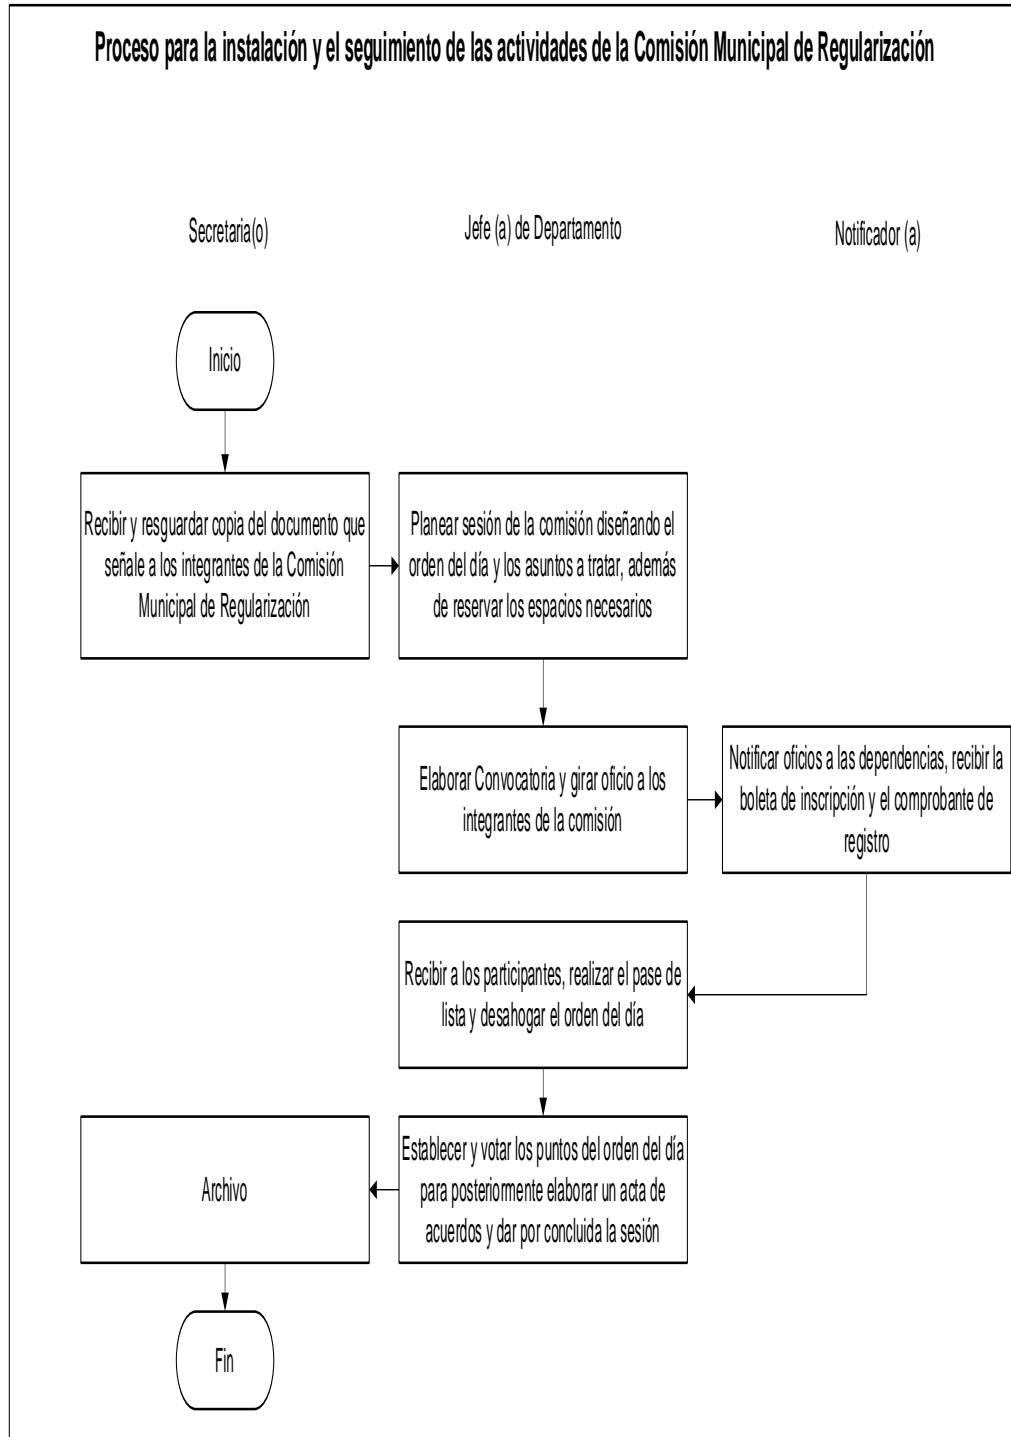 Proceso para la instalación y el seguimiento de las actividades de la Comisión Municipal de Regularización
Secretaria(o)
Jefe (a) de Departamento
Notificador (a)
Inicio
Recibir y resguardar copia del documento que
señale a los integrantes de la Comisión
Municipal de Regularización
Planear sesión de la comisión diseñando el
orden del día y los asuntos a tratar, además
de reservar los espacios necesarios
Elaborar Convocatoria y girar oficio a los
integrantes de la comisión
Notificar oficios a las dependencias, recibir la
boleta de inscripción y el comprobante de
registro
Recibir a los participantes, realizar el pase de
lista y desahogar el orden del día
Establecer y votar los puntos del orden del día
para posteriormente elaborar un acta de
acuerdos y dar por concluida la sesión
Archivo
Fin